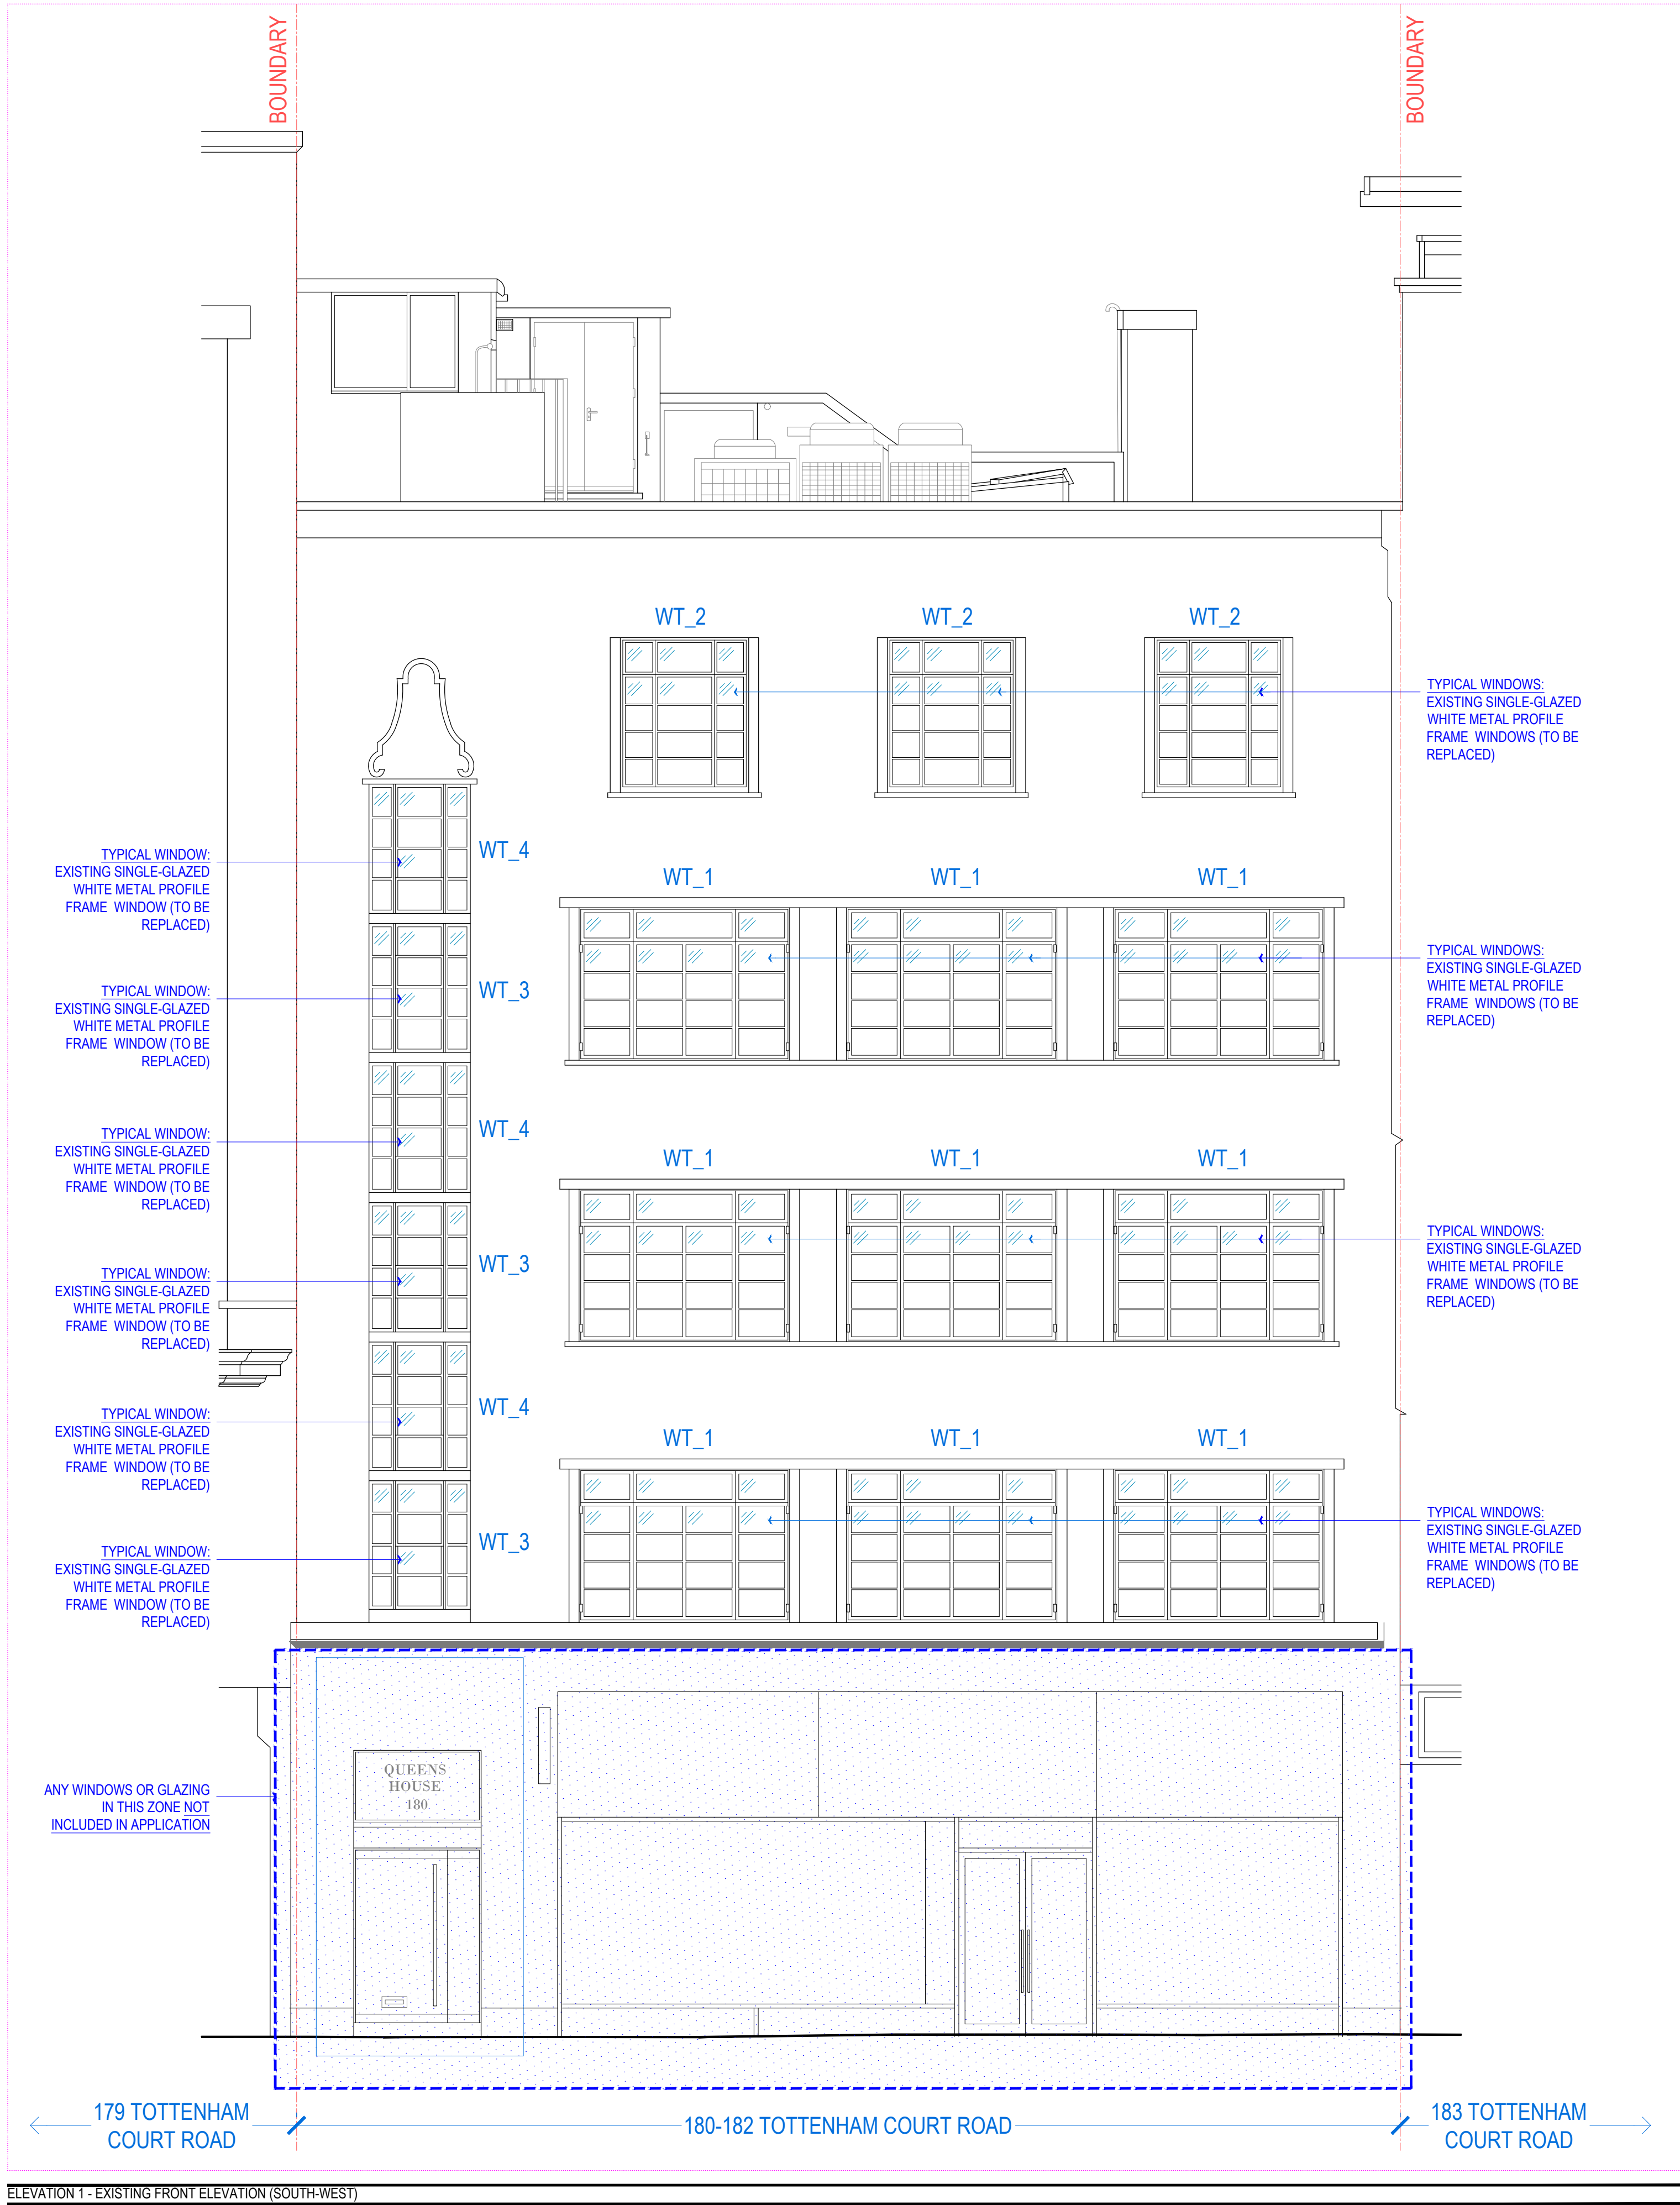 BOUNDARY
BOUNDARY
WT_2
WT_2
WT_2
TYPICAL WINDOWS:
EXISTING SINGLE-GLAZED
WHITE METAL PROFILE
FRAME WINDOWS (TO BE
REPLACED)
TYPICAL WINDOW:
EXISTING SINGLE-GLAZED
WHITE METAL PROFILE
FRAME WINDOW (TO BE
REPLACED)
WT_4
WT_1
WT_1
WT_1
TYPICAL WINDOWS:
EXISTING SINGLE-GLAZED
WHITE METAL PROFILE
FRAME WINDOWS (TO BE
REPLACED)
TYPICAL WINDOW:
EXISTING SINGLE-GLAZED
WHITE METAL PROFILE
FRAME WINDOW (TO BE
REPLACED)
WT_3
TYPICAL WINDOW:
EXISTING SINGLE-GLAZED
WHITE METAL PROFILE
FRAME WINDOW (TO BE
REPLACED)
WT_4
WT_1
WT_1
WT_1
TYPICAL WINDOWS:
EXISTING SINGLE-GLAZED
WHITE METAL PROFILE
FRAME WINDOWS (TO BE
REPLACED)
TYPICAL WINDOW:
EXISTING SINGLE-GLAZED
WHITE METAL PROFILE
FRAME WINDOW (TO BE
REPLACED)
WT_3
TYPICAL WINDOW:
EXISTING SINGLE-GLAZED
WHITE METAL PROFILE
FRAME WINDOW (TO BE
REPLACED)
WT_4
WT_1
WT_1
WT_1
TYPICAL WINDOWS:
EXISTING SINGLE-GLAZED
WHITE METAL PROFILE
FRAME WINDOWS (TO BE
REPLACED)
TYPICAL WINDOW:
EXISTING SINGLE-GLAZED
WHITE METAL PROFILE
FRAME WINDOW (TO BE
REPLACED)
WT_3
QUEENS
HOUSE
180
ANY WINDOWS OR GLAZING
IN THIS ZONE NOT
INCLUDED IN APPLICATION
179 TOTTENHAM
COURT ROAD
180-182 TOTTENHAM COURT ROAD
183 TOTTENHAM
COURT ROAD
ELEVATION 1 - EXISTING FRONT ELEVATION (SOUTH-WEST)